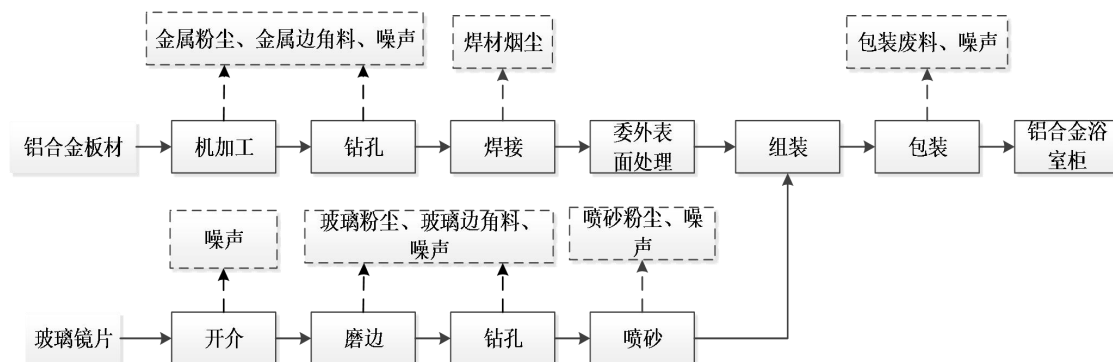 金属粉尘、金属边角料、噪声
焊材烟尘
包装废料、噪声
铝合金板材
机加工
钻孔
焊接
委外表
面处理
组装
包装
铝合金浴
室柜
噪声
玻璃粉尘、玻璃边角料、
噪声
喷砂粉尘、噪
声
玻璃镜片
开介
磨边
钻孔
喷砂